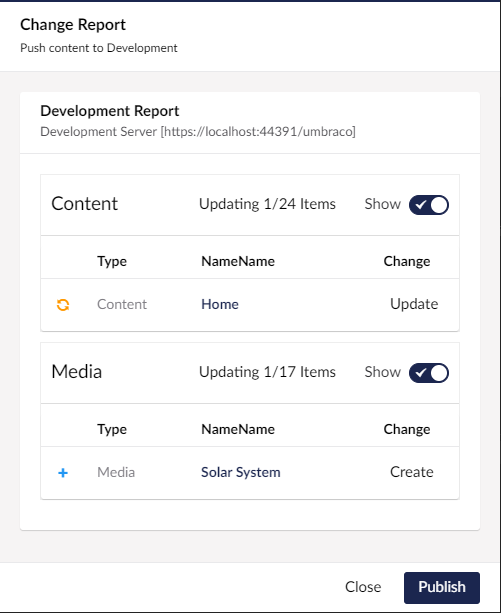 Change Report
Push content to Development
Development Report
Development Server [https://localhost:44391/umbraco]
Content Updating 1/24 Items Show
Type NameName Change
Content Home Update
Media Updating 1/17 Items Show
Type NameName Change
Media Solar System Create
Close Publish